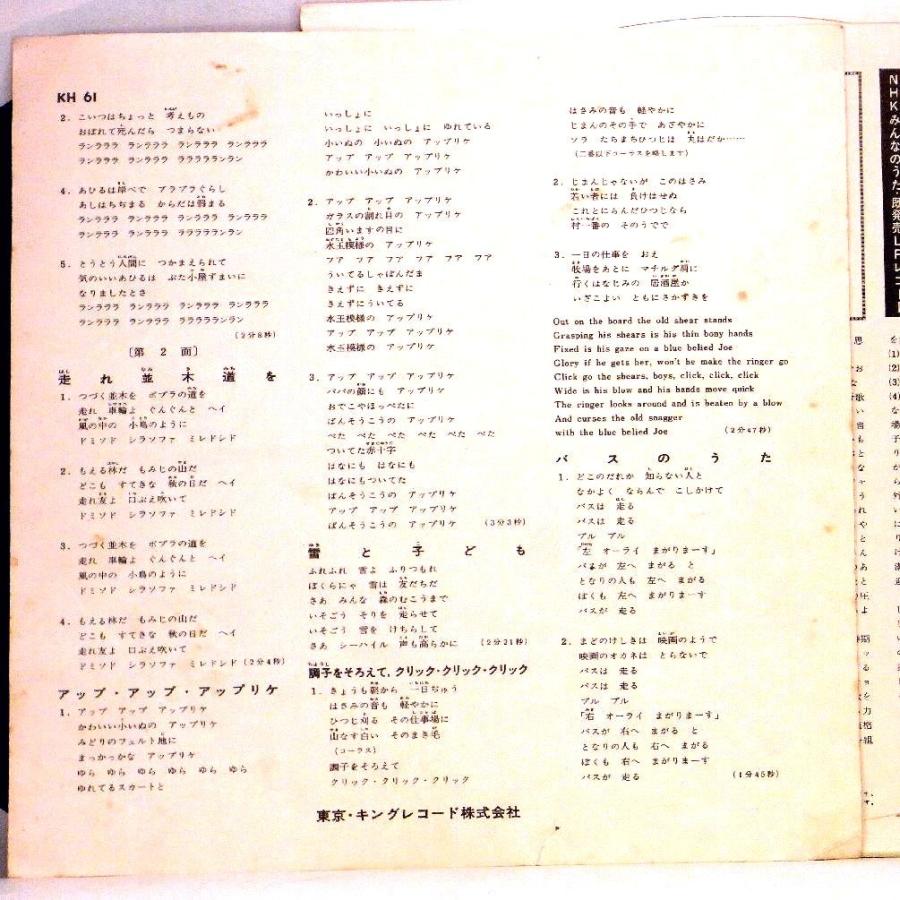 KH 61
2. こいつはちょっと 考えもの
おぼれて死んだら つまらない
ランラララ ランラララ ランラララ ランラララ
ランラララ ランラララ ラララランラン
4. あひるは岸べで ブラブラぐらし
あしはちぢまる からだは弱まる
ランラララ ランラララ ランラララ ランラララ
ランラララ ランラララ ラララランラン
5. とうとう人間に つかまえられて
気のいいあひるは ぶた小屋ずまいに
なりましたとさ
ランラララ ランラララ ランラララ ランラララ
ランラララ ランラララ ラララランラン
(2分8秒)
〔第2面〕
走れ並木道を
1. つづく並木を ポプラの道を
走れ 車輪よ ぐんぐんと ヘイ
風の中の 小鳥のように
ドミソド シラソファ ミレドシド
2. もえる林だ もみじの山だ
どこも すてきな 秋の日だ ヘイ
走れ友よ 口ぶえ吹いて
ドミソド シラソファ ミレドシド
3. つづく並木を ポプラの道を
走れ 車輪よ ぐんぐんと ヘイ
風の中の 小鳥のように
ドミソド シラソファ ミレドシド
4. もえる林だ もみじの山だ
どこも すてきな 秋の日だ ヘイ
走れ友よ 口ぶえ吹いて
ドミソド シラソファ ミレドシド (2分4秒)
アップ・アップ・アップリケ
1. アップ アップ アップリケ
かわいい小いぬの アップリケ
みどりのフェルト地に
まっかっかな アップリケ
ゆら ゆら ゆら ゆら ゆら ゆら
ゆれてるスカートと
いっしょに
いっしょに いっしょに ゆれている
小いぬの 小いぬの アップリケ
アップ アップ アップリケ
かわいい小いぬの アップリケ
2. アップ アップ アップリケ
ガラスの割れ目の アップリケ
四角いますの目に
水玉模様の アップリケ
フア フア フア フア フア フア
ういてるしゃぼんだま
きえずに きえずに
きえずにういてる
水玉模様の アップリケ
アップ アップ アップリケ
水玉模様の アップリケ
3. アップ アップ アップリケ
パパの顔にも アップリケ
おでこやほっぺたに
ばんそうこうの アップリケ
ぺた ぺた ぺた ぺた ぺた ぺた
ついてた赤十字
はなにも はなにも
はなにもついてた
ばんそうこうの アップリケ
アップ アップ アップリケ
ばんそうこうの アップリケ (3分3秒)
雪と子ども
ふれふれ 雪よ ふりつもれ
ぼくらにゃ 雪は 友だちだ
さあ みんな 森のむこうまで
いそごう そりを 走らせて
いそごう 雪を けちらして
さあ シーハイル 声も高らかに (2分21秒)
調子をそろえて,クリック・クリック・クリック
1. きょうも朝から 一日ぢゅう
はさみの音も 軽やかに
ひつじ刈る その仕事場に
山なす白い そのまき毛
(コーラス)
調子をそろえて
クリック・クリック・クリック
はさみの音も 軽やかに
じまんのその手で あざやかに
ソラ たちまちひつじは 丸はだか……
(二番以下コーラスを略します)
2. じまんじゃないが このはさみ
若い者には 負けはせぬ
これとにらんだひつじなら
村一番の そのうでで
3. 一日の仕事を おえ
牧場をあとに マチルダ祠に
行くはなじみの 居酒屋か
いざこよい ともにさかずきを
Out on the board the old shear stands
Grasping his shears is his thin bony hands
Fixed is his gaze on a blue belied Joe
Glory if he gets her, won't he make the ringer go
Click go the shears, boys, click, click, click
Wide is his blow and his hands move quick
The ringer looks around and is beaten by a blow
And curses the old snagger
with the blue belied Joe (2分47秒)
バスのうた
1. どこのだれか 知らない人と
なかよく ならんで こしかけて
バスは 走る
バスは 走る
ブル ブル
「左 オーライ まがりまーす」
バスが 左へ まがる と
となりの人も 左へ まがる
ぼくも 左へ まがりまーす
バスが 走る
2. まどのけしきは 映画のようで
映画のオカネは とらないで
バスは 走る
バスは 走る
ブル ブル
「右 オーライ まがりまーす」
バスが 右へ まがる と
となりの人も 右へ まがる
ぼくも 右へ まがりまーす
バスが 走る (1分45秒)
東京・キングレコード株式会社
NHKみんなのうた・既発売LPレコード